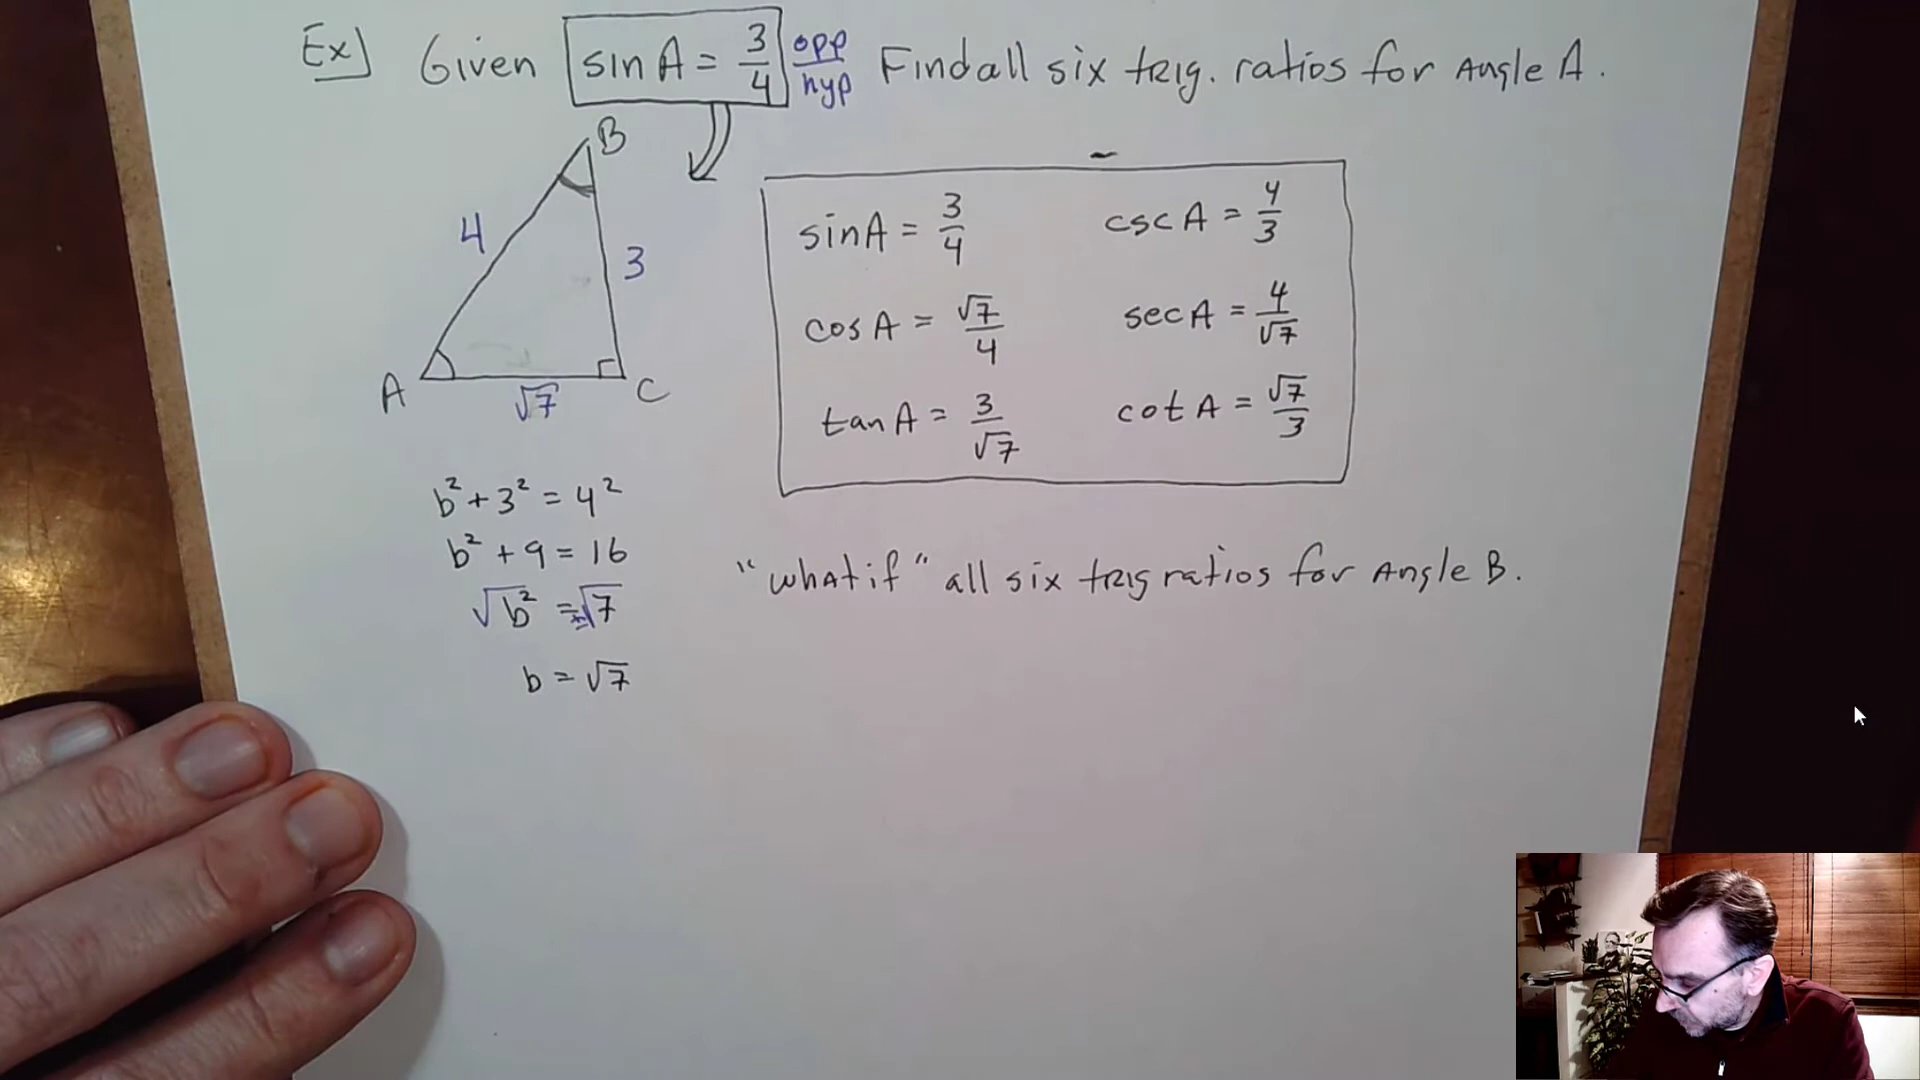 Ex] Given sin A = 3/4 opp/hyp Find all six trig. ratios for Angle A.
B
4
3
A
√7
C
sin A = 3/4
csc A = 4/3
cos A = √7/4
sec A = 4/√7
tan A = 3/√7
cot A = √7/3
b² + 3² = 4²
b² + 9 = 16
√b² = ±√7
b = √7
"what if" all six trig ratios for Angle B.